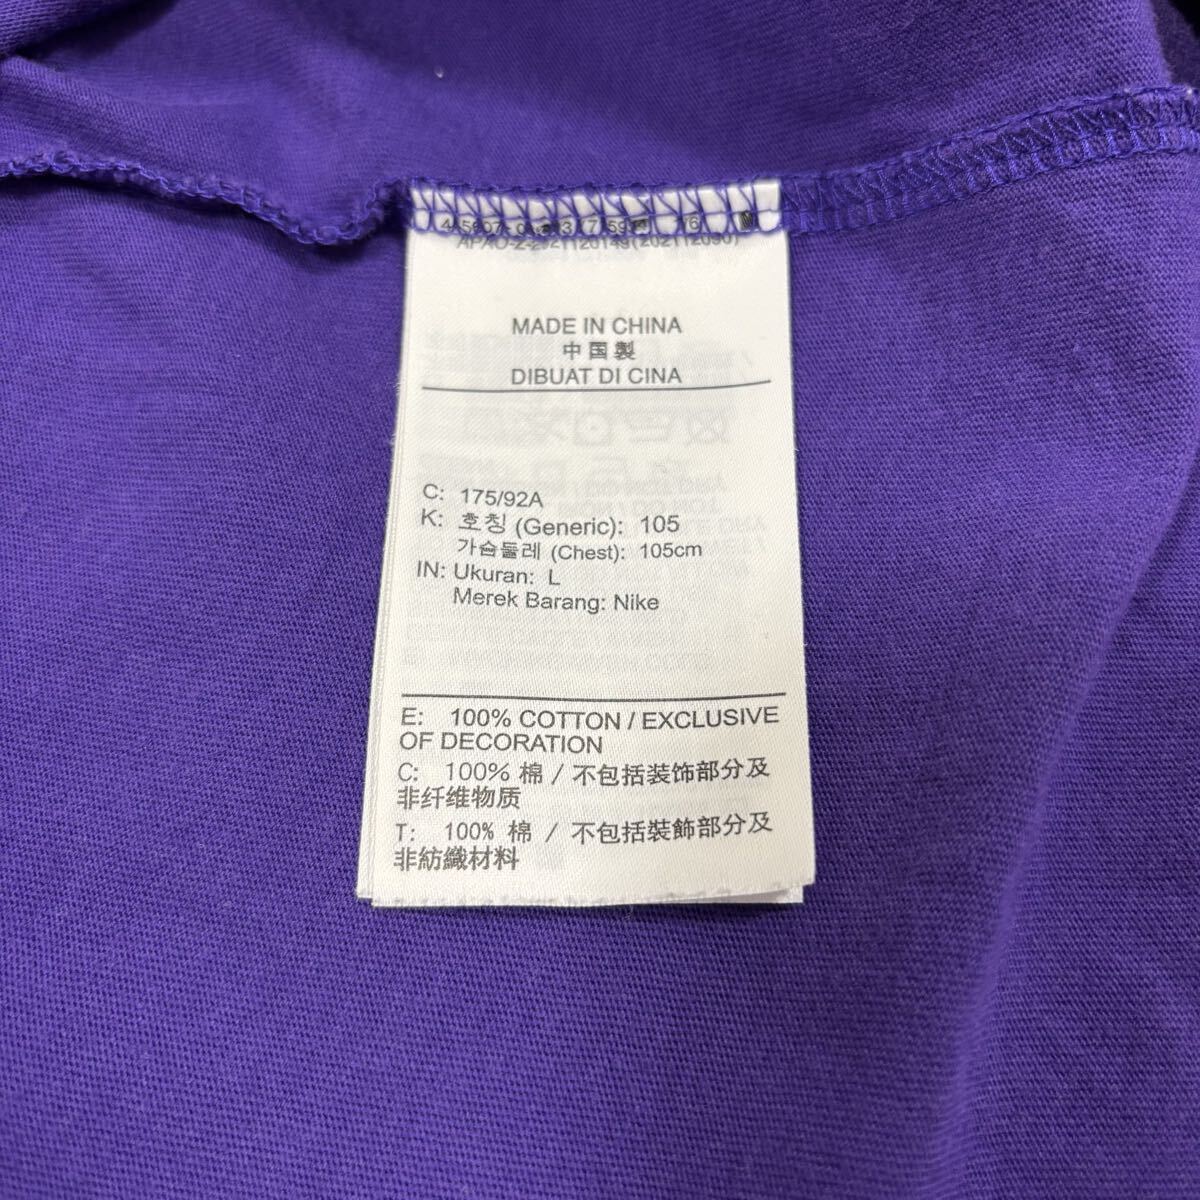 MADE IN CHINA
中国製
DIBUAT DI CINA
C: 175/92A
K: 호칭 (Generic): 105
가슴둘레 (Chest): 105cm
IN: Ukuran: L
Merek Barang: Nike
E: 100% COTTON / EXCLUSIVE
OF DECORATION
C: 100% 棉 / 不包括装饰部分及
非纤维物质
T: 100% 棉 / 不包括裝飾部分及
非紡織材料